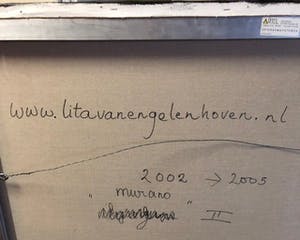 www.litavanengelenhoven.nl
2002 → 2005
" murano "
II